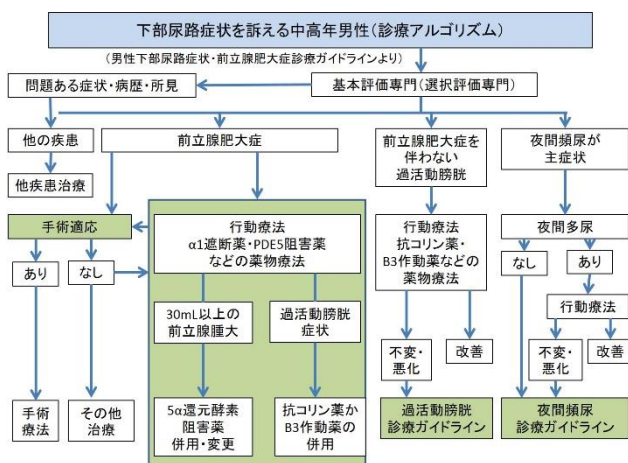 下部尿路症状を訴える中高年男性(診療アルゴリズム)
(男性下部尿路症状・前立腺肥大症診療ガイドラインより)
問題ある症状・病歴・所見
基本評価専門(選択評価専門)
他の疾患
前立腺肥大症
前立腺肥大症を
伴わない
過活動膀胱
夜間頻尿が
主症状
他疾患治療
手術適応
行動療法
α1遮断薬・PDE5阻害薬
などの薬物療法
行動療法
抗コリン薬・
B3作動薬などの
薬物療法
夜間多尿
あり
なし
なし
あり
30mL以上の
前立腺腫大
過活動膀胱
症状
行動療法
不変・
悪化
改善
不変・
悪化
改善
手術
療法
その他
治療
5α還元酵素
阻害薬
併用・変更
抗コリン薬か
B3作動薬の
併用
過活動膀胱
診療ガイドライン
夜間頻尿
診療ガイドライン